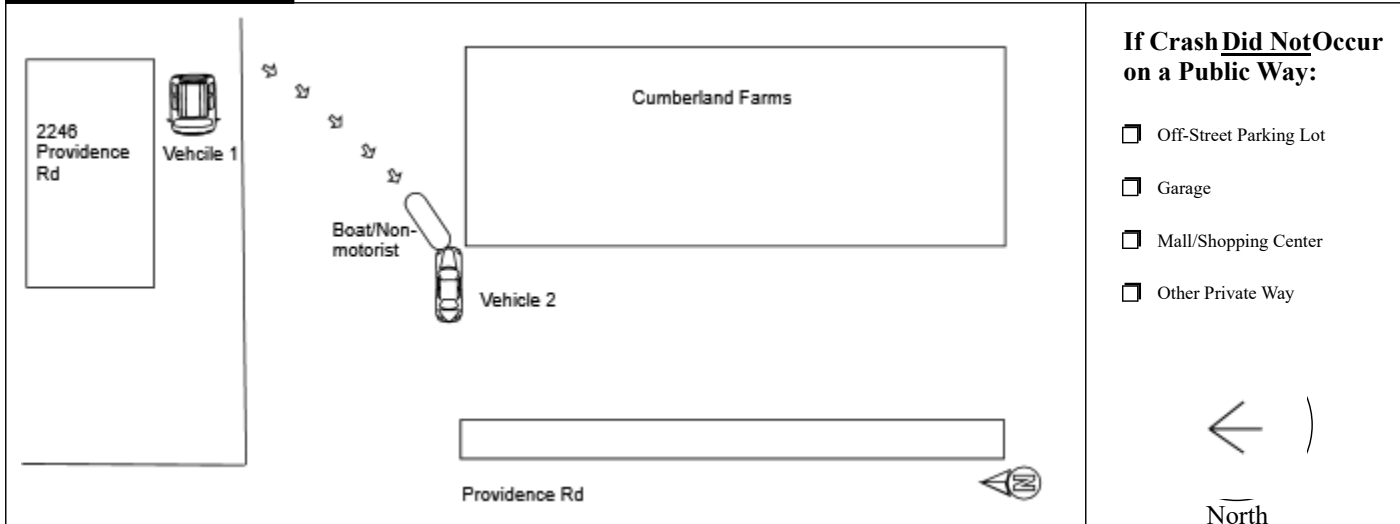 If Crash Did Not Occur
on a Public Way:
Cumberland Farms
2246
Providence
Rd
Vehcile 1
Off-Street Parking Lot
Garage
Boat/Non-
motorist
Mall/Shopping Center
Vehicle 2
Other Private Way
Providence Rd
N
North